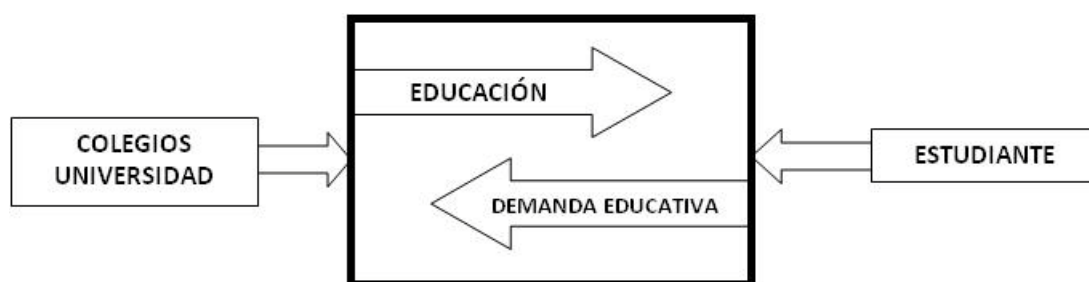 EDUCACIÓN
COLEGIOS
UNIVERSIDAD
ESTUDIANTE
DEMANDA EDUCATIVA